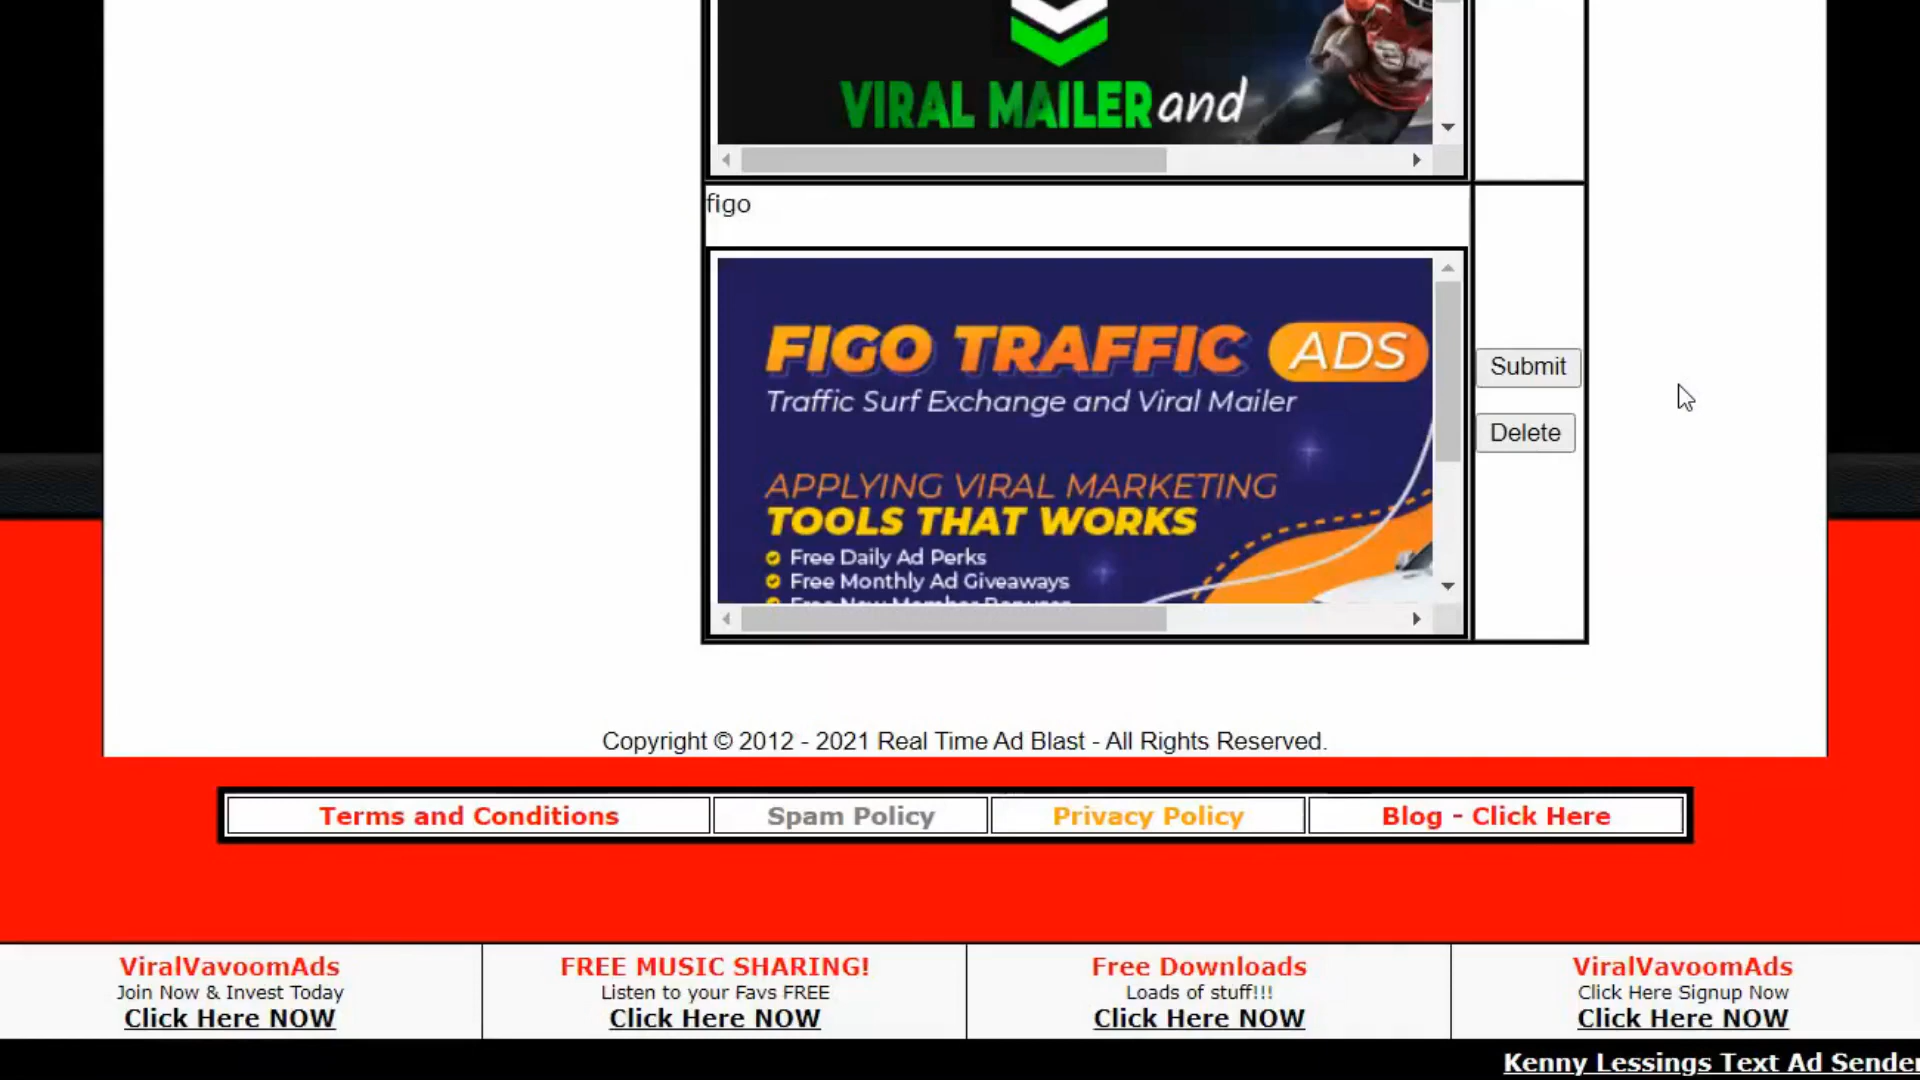 VIRAL MAILER and
figo
FIGO TRAFFIC ADS
Traffic Surf Exchange and Viral Mailer
APPLYING VIRAL MARKETING
TOOLS THAT WORKS
Free Daily Ad Perks
Free Monthly Ad Giveaways
Free New Member Bonuses
Submit
Delete
Copyright © 2012 - 2021 Real Time Ad Blast - All Rights Reserved.
Terms and Conditions
Spam Policy
Privacy Policy
Blog - Click Here
ViralVavoomAds
Join Now & Invest Today
Click Here NOW
FREE MUSIC SHARING!
Listen to your Favs FREE
Click Here NOW
Free Downloads
Loads of stuff!!!
Click Here NOW
ViralVavoomAds
Click Here Signup Now
Click Here NOW
Kenny Lessings Text Ad Sender